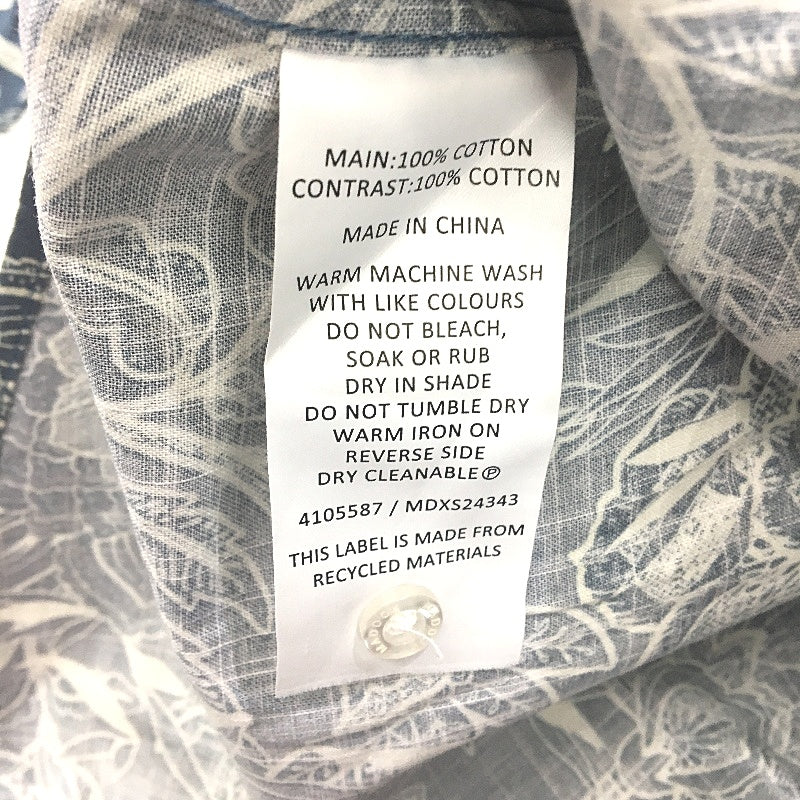 MAIN:100% COTTON
CONTRAST:100% COTTON
MADE IN CHINA
WARM MACHINE WASH
WITH LIKE COLOURS
DO NOT BLEACH,
SOAK OR RUB
DRY IN SHADE
DO NOT TUMBLE DRY
WARM IRON ON
REVERSE SIDE
DRY CLEANABLE Ⓟ
4105587 / MDXS24343
THIS LABEL IS MADE FROM
RECYCLED MATERIALS